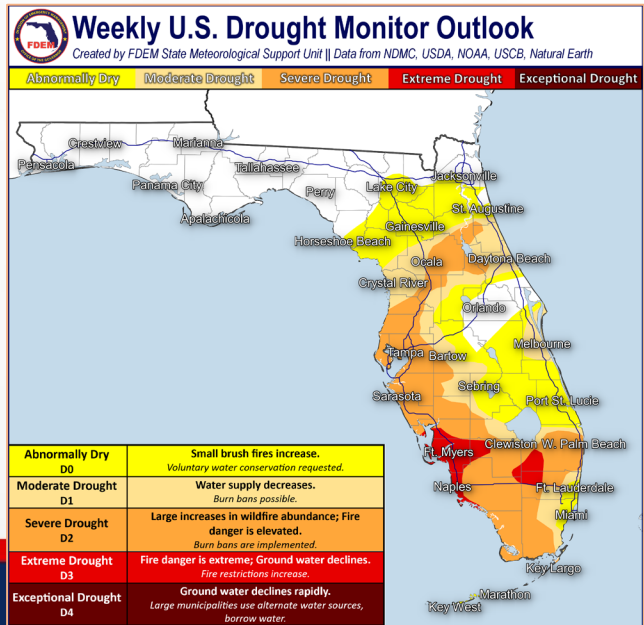 Weekly U.S. Drought Monitor Outlook
Created by FDEM State Meteorological Support Unit || Data from NDMC, USDA, NOAA, USCB, Natural Earth
FDEM
Abnormally Dry Moderate Drought Severe Drought Extreme Drought Exceptional Drought
Crestview
Marianna
Pensacola
Tallahassee
Jacksonville
Panama City
Perry
Lake City
Apalachicola
St. Augustine
Gainesville
Horseshoe Beach
Ocala
Daytona Beach
Crystal River
Orlando
Melbourne
Tampa
Bartow
Sebring
Sarasota
Port St. Lucie
Clewiston
W. Palm Beach
Ft. Myers
Naples
Ft. Lauderdale
Miami
Key Largo
Marathon
Key West
Abnormally Dry
D0
Small brush fires increase.
Voluntary water conservation requested.
Moderate Drought
D1
Water supply decreases.
Burn bans possible.
Severe Drought
D2
Large increases in wildfire abundance; Fire
danger is elevated.
Burn bans are implemented.
Extreme Drought
D3
Fire danger is extreme; Ground water declines.
Fire restrictions increase.
Exceptional Drought
D4
Ground water declines rapidly.
Large municipalities use alternate water sources,
borrow water.